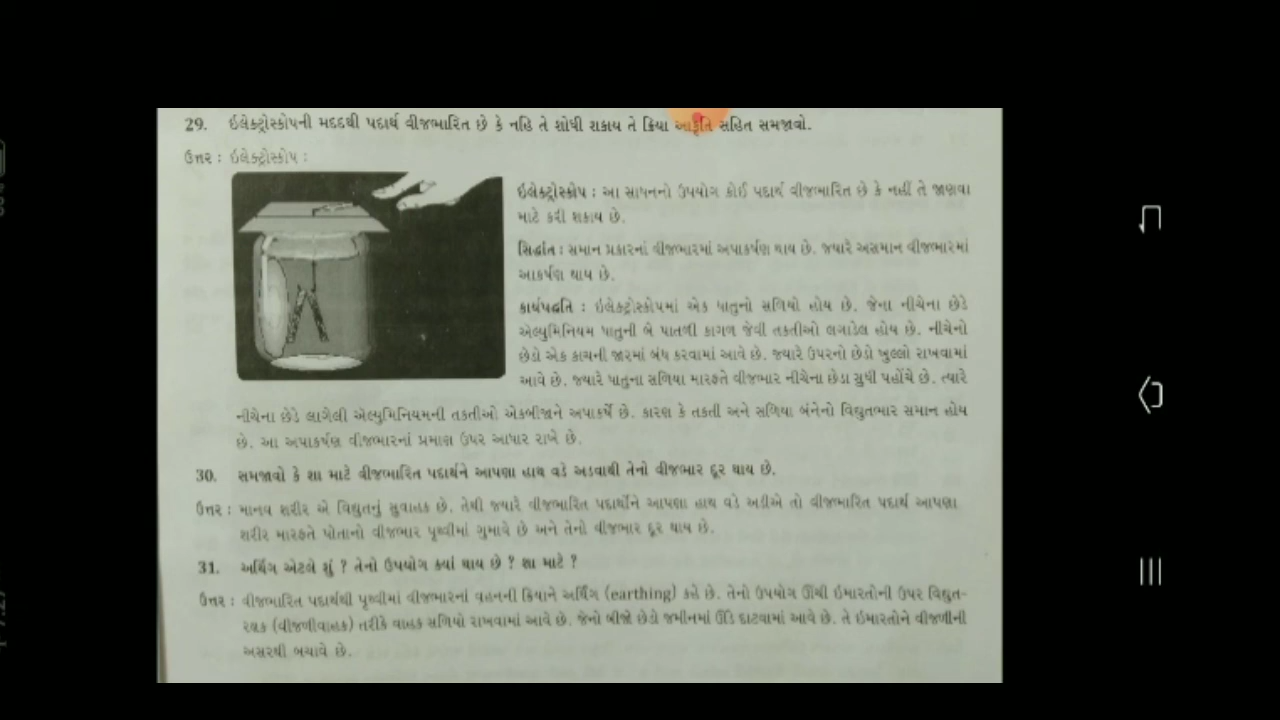 29. ઇલેક્ટ્રોસ્કોપની મદદથી પદાર્થ વીજભારિત છે કે નહિ તે શોધી શકાય તે ક્રિયા આકૃતિ સહિત સમજાવો.
ઉત્તર : ઇલેક્ટ્રોસ્કોપ :
ઇલેક્ટ્રોસ્કોપ : આ સાધનનો ઉપયોગ કોઈ પદાર્થ વીજભારિત છે કે નહીં તે જાણવા
માટે કરી શકાય છે.
સિદ્ધાંત : સમાન પ્રકારનાં વીજભારમાં અપાકર્ષણ થાય છે. જ્યારે અસમાન વીજભારમાં
આકર્ષણ થાય છે.
કાર્યપદ્ધતિ : ઇલેક્ટ્રોસ્કોપમાં એક ધાતુનો સળિયો હોય છે. જેના નીચેના છેડે
એલ્યુમિનિયમ ધાતુની બે પાતળી કાગળ જેવી તકતીઓ લગાડેલ હોય છે. નીચેનો
છેડો એક કાચની જારમાં બંધ કરવામાં આવે છે. જ્યારે ઉપરનો છેડો ખુલ્લો રાખવામાં
આવે છે. જ્યારે ધાતુના સળિયા મારફતે વીજભાર નીચેના છેડા સુધી પહોંચે છે. ત્યારે
નીચેના છેડે લાગેલી એલ્યુમિનિયમની તકતીઓ એકબીજાને અપાકર્ષે છે. કારણ કે તકતી અને સળિયા બંનેનો વિદ્યુતભાર સમાન હોય
છે. આ અપાકર્ષણ વીજભારનાં પ્રમાણ ઉપર આધાર રાખે છે.
30. સમજાવો કે શા માટે વીજભારિત પદાર્થને આપણા હાથ વડે અડવાથી તેનો વીજભાર દૂર થાય છે.
ઉત્તર : માનવ શરીર એ વિદ્યુતનું સુવાહક છે. તેથી જ્યારે વીજભારિત પદાર્થોને આપણા હાથ વડે અડીએ તો વીજભારિત પદાર્થ આપણા
શરીર મારફતે પોતાનો વીજભાર પૃથ્વીમાં ગુમાવે છે અને તેનો વીજભાર દૂર થાય છે.
31. અર્થિંગ એટલે શું ? તેનો ઉપયોગ ક્યાં થાય છે ? શા માટે ?
ઉત્તર : વીજભારિત પદાર્થથી પૃથ્વીમાં વીજભારનાં વહનની ક્રિયાને અર્થિંગ (earthing) કહે છે. તેનો ઉપયોગ ઊંચી ઇમારતોની ઉપર વિદ્યુત-
રક્ષક (વીજળીવાહક) તરીકે વાહક સળિયો રાખવામાં આવે છે. જેનો બીજો છેડો જમીનમાં ઊંડે દાટવામાં આવે છે. તે ઇમારતોને વીજળીની
અસરથી બચાવે છે.